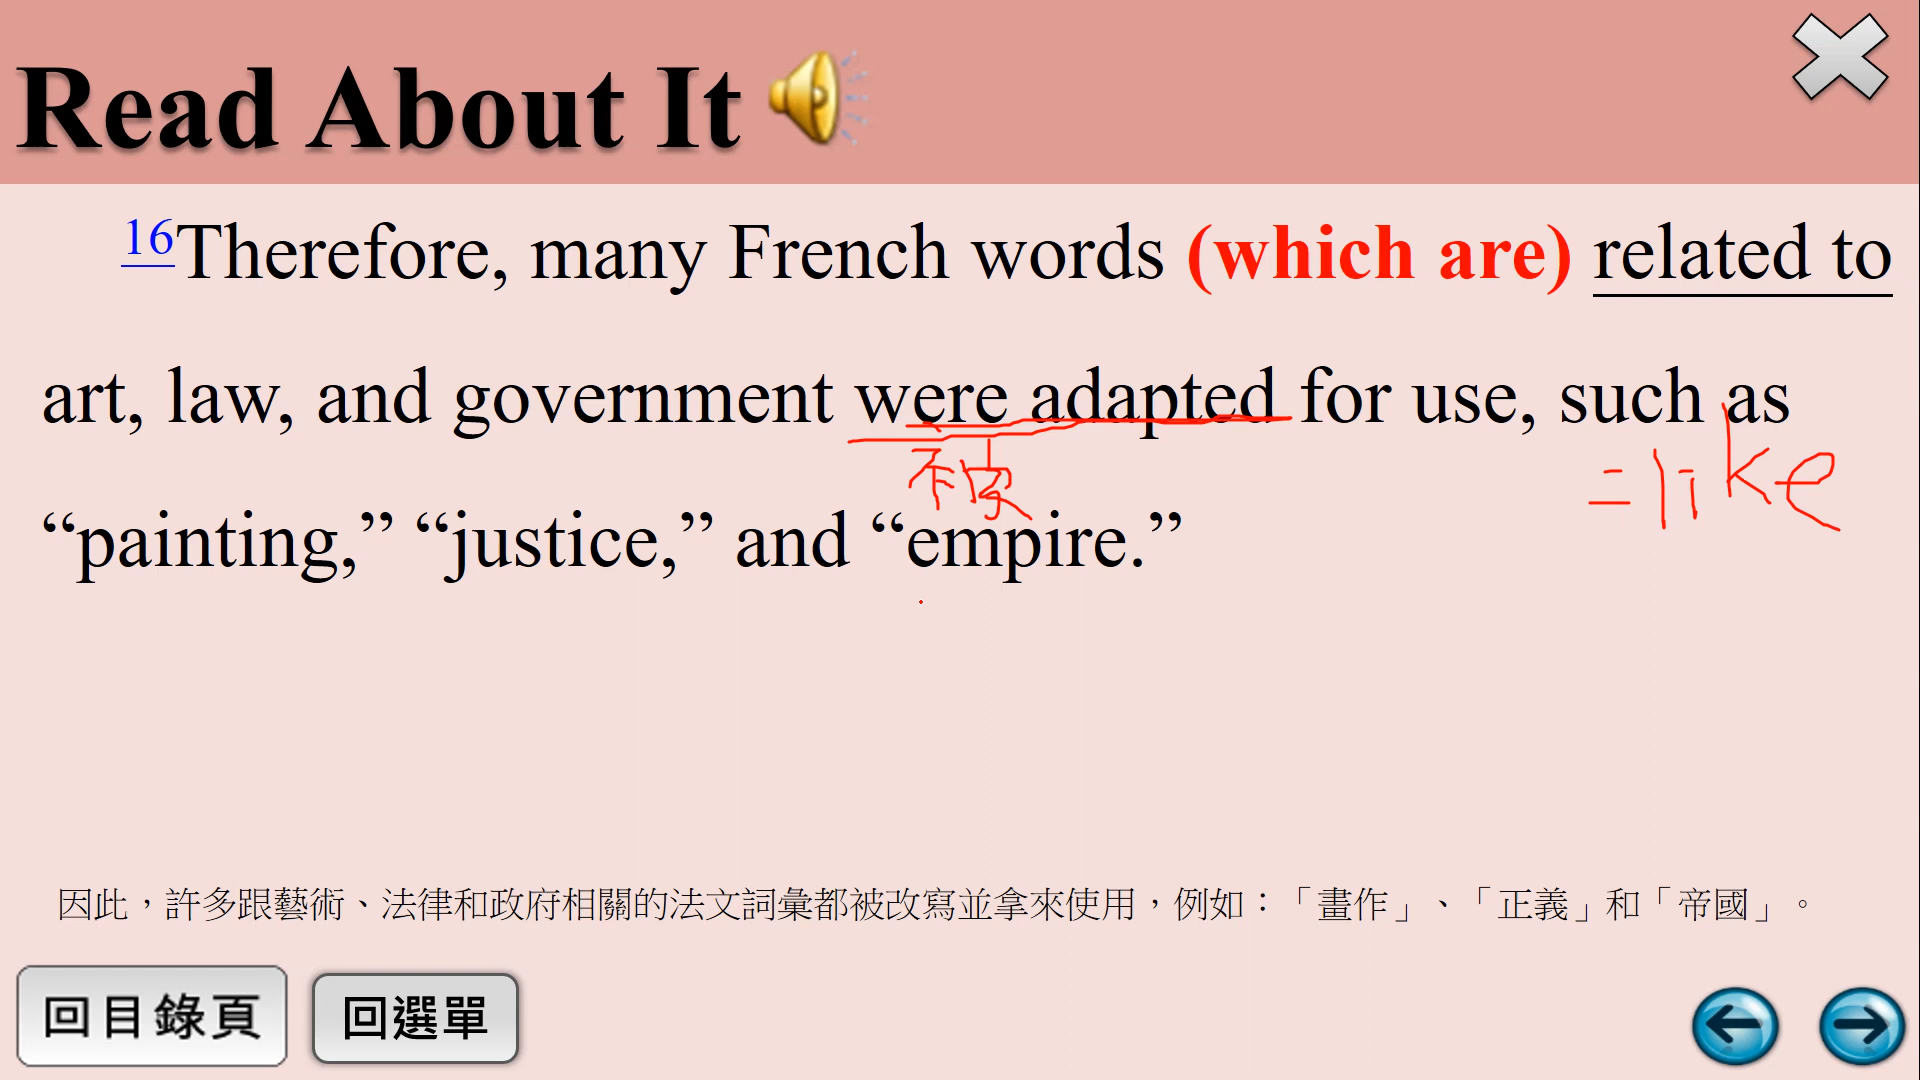 Read About It
16Therefore, many French words (which are) related to
art, law, and government were adapted for use, such as
被
=like
“painting,” “justice,” and “empire.”
因此，許多跟藝術、法律和政府相關的法文詞彙都被改寫並拿來使用，例如：「畫作」、「正義」和「帝國」。
回目錄頁
回選單